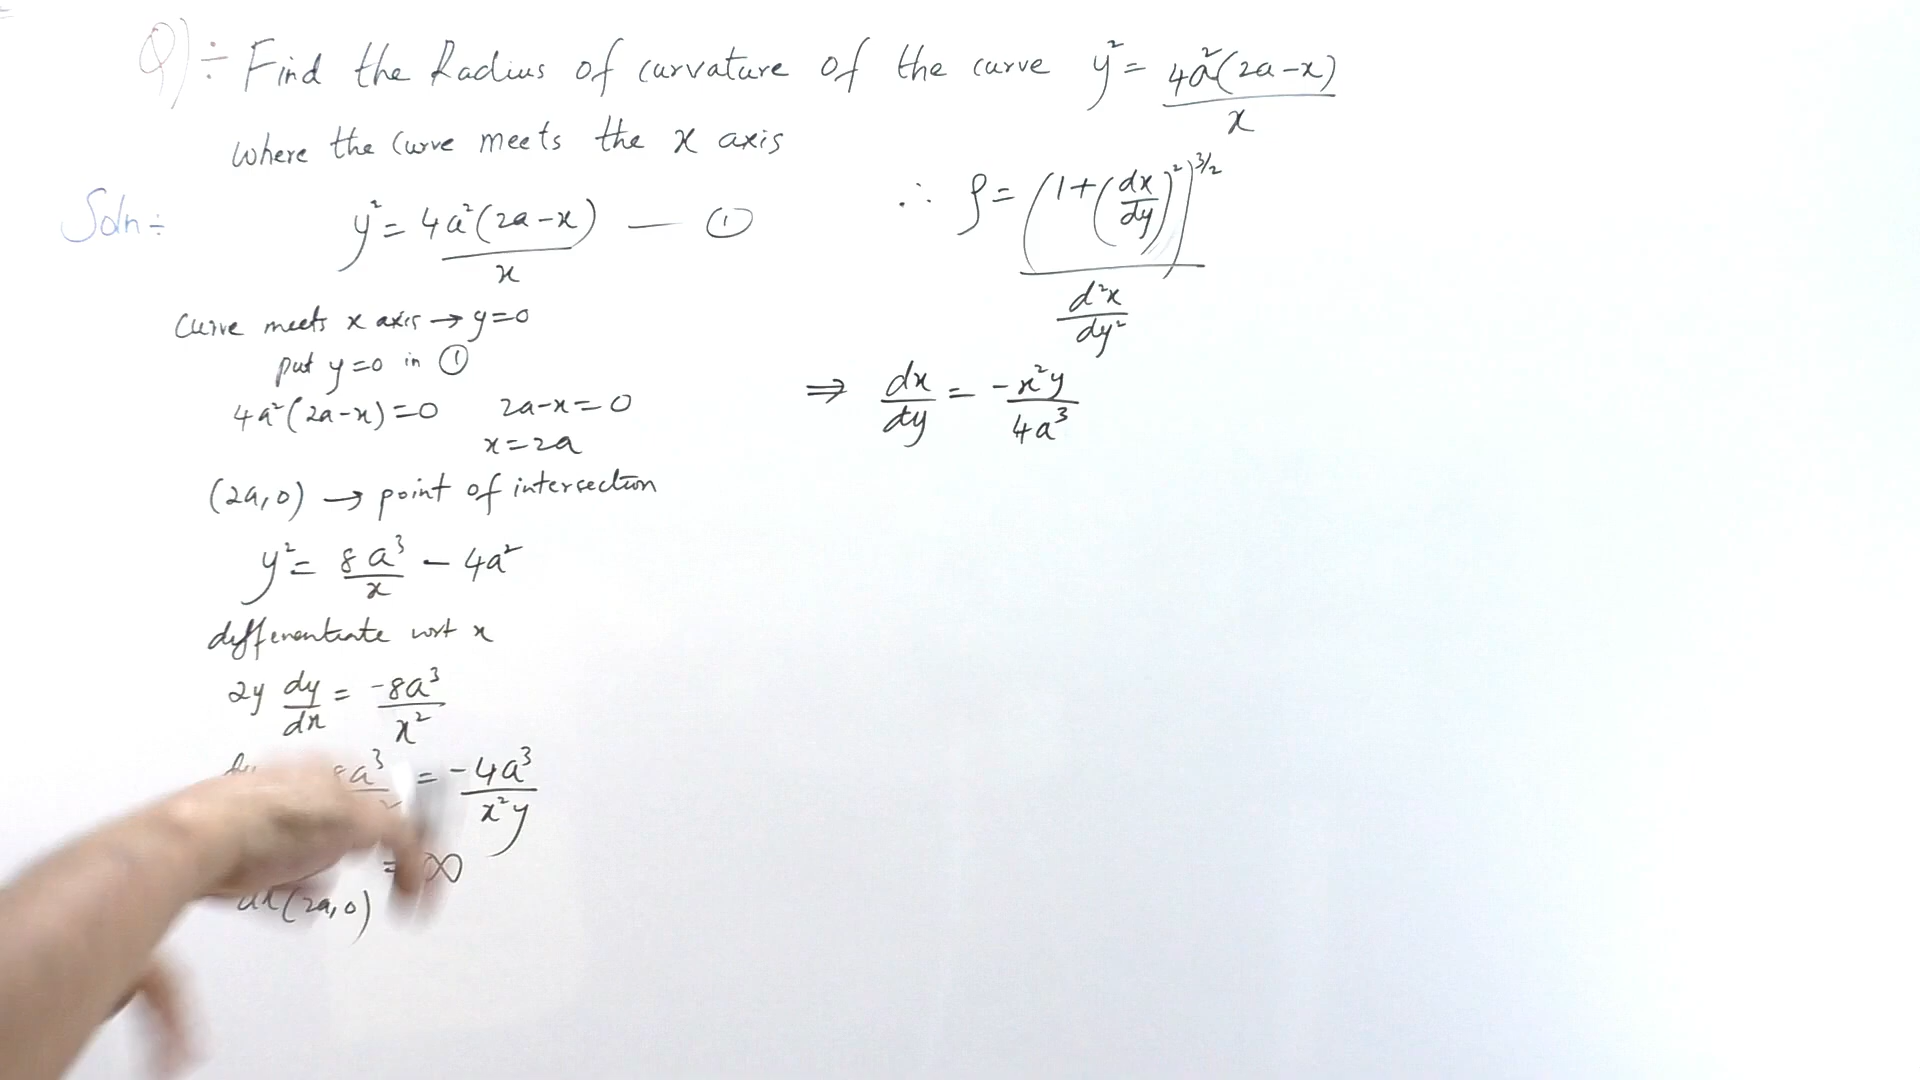 Q) ÷ Find the Radius of curvature of the curve y² = 4a²(2a-x)/x
where the curve meets the x axis
Soln ÷
y² = 4a²(2a-x)/x — ①
Curve meets x axis → y=0
put y=0 in ①
4a²(2a-x)=0 2a-x=0
x=2a
(2a,0) → point of intersection
y² = 8a³/x - 4a²
differentiate wrt x
2y dy/dx = -8a³/x²
a³ = -4a³/x²y
(2a,0) = ∞
∴ ρ = (1+(dx/dy)²)^3/2 / d²x/dy²
⇒ dx/dy = -x²y/4a³